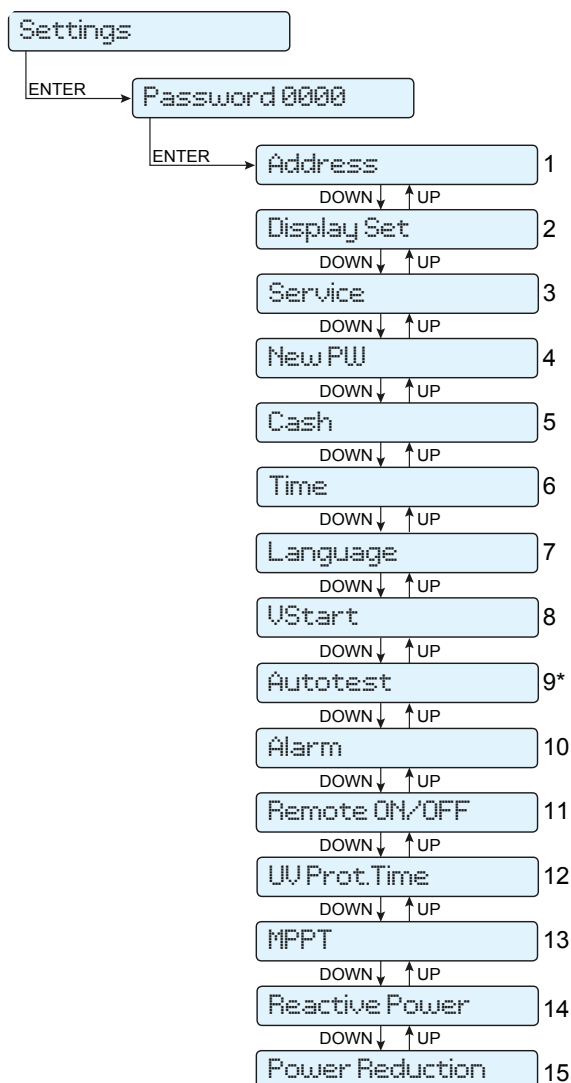 Settings
ENTER
Password 0000
ENTER
Address 1
DOWN UP
Display Set 2
DOWN UP
Service 3
DOWN UP
New PW 4
DOWN UP
Cash 5
DOWN UP
Time 6
DOWN UP
Language 7
DOWN UP
VStart 8
DOWN UP
Autotest 9*
DOWN UP
Alarm 10
DOWN UP
Remote ON/OFF 11
DOWN UP
UV Prot.Time 12
DOWN UP
MPPT 13
DOWN UP
Reactive Power 14
DOWN UP
Power Reduction 15